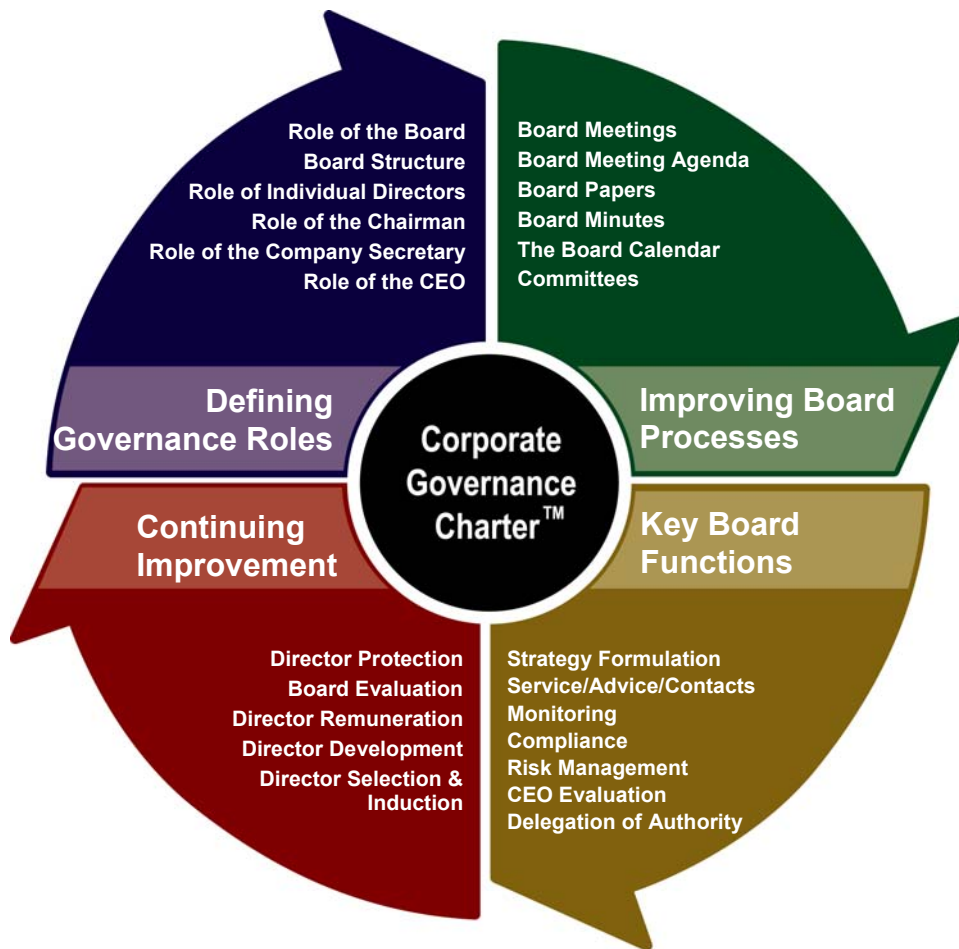 Role of the Board
Board Structure
Role of Individual Directors
Role of the Chairman
Role of the Company Secretary
Role of the CEO
Defining
Governance Roles
Board Meetings
Board Meeting Agenda
Board Papers
Board Minutes
The Board Calendar
Committees
Improving Board
Processes
Corporate
Governance
Charter™
Continuing
Improvement
Director Protection
Board Evaluation
Director Remuneration
Director Development
Director Selection &
Induction
Key Board
Functions
Strategy Formulation
Service/Advice/Contacts
Monitoring
Compliance
Risk Management
CEO Evaluation
Delegation of Authority